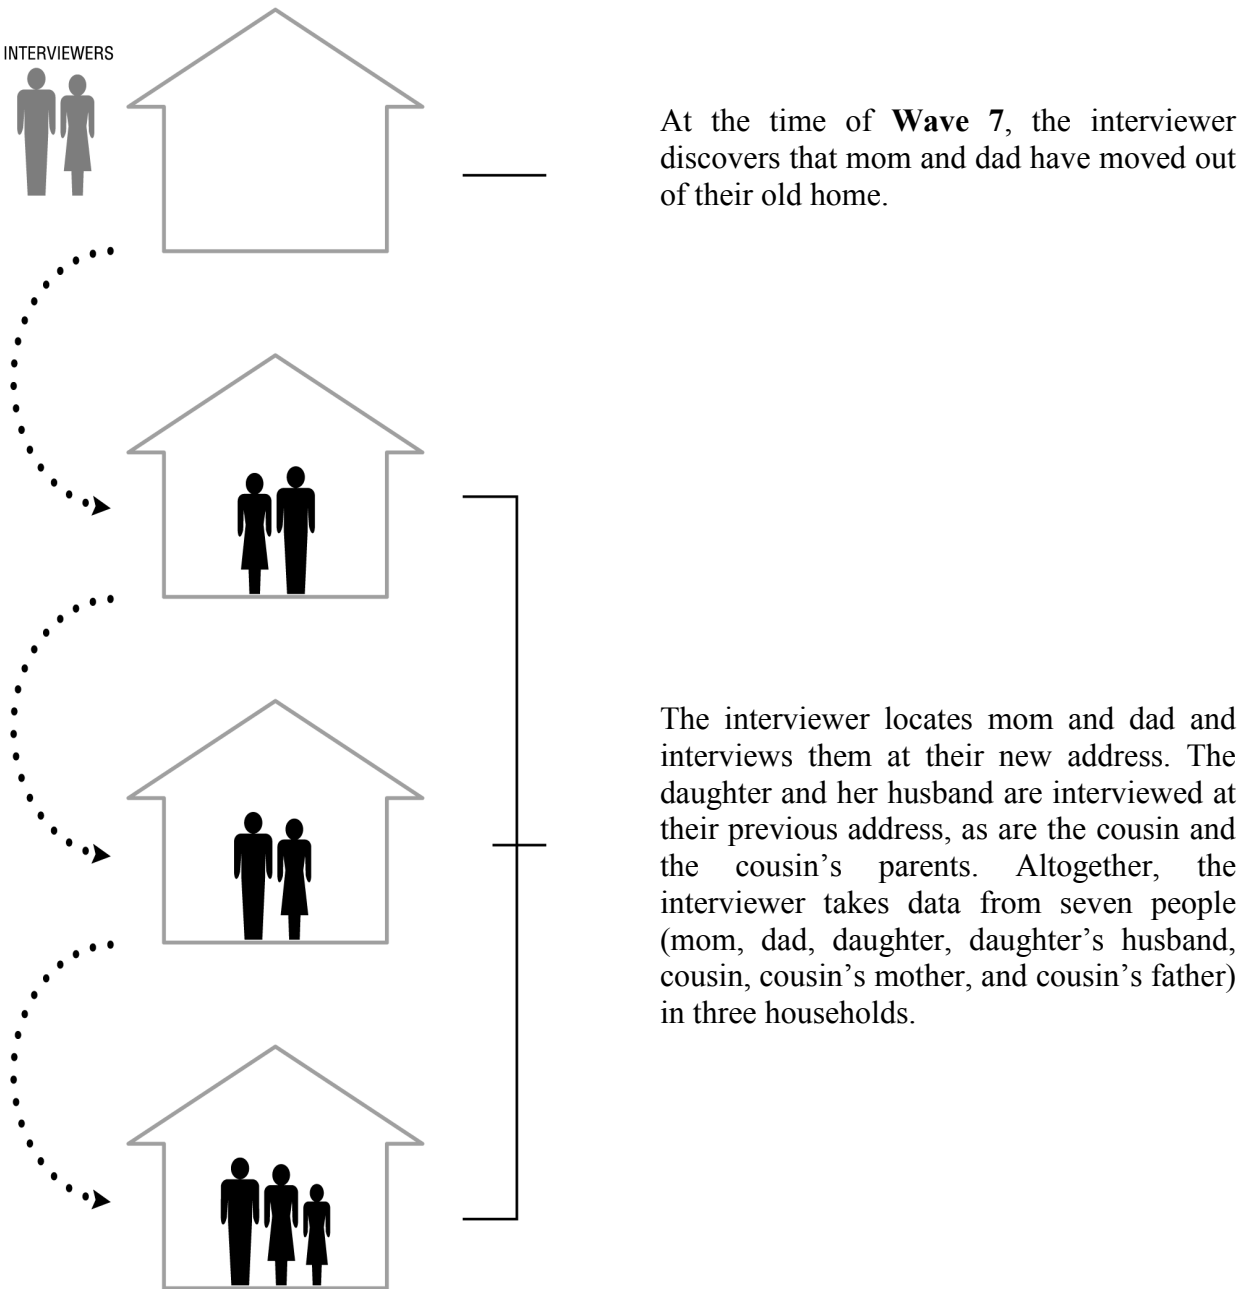 INTERVIEWERS
At the time of Wave 7, the interviewer
discovers that mom and dad have moved out
of their old home.
The interviewer locates mom and dad and
interviews them at their new address. The
daughter and her husband are interviewed at
their previous address, as are the cousin and
the cousin’s parents. Altogether, the
interviewer takes data from seven people
(mom, dad, daughter, daughter’s husband,
cousin, cousin’s mother, and cousin’s father)
in three households.